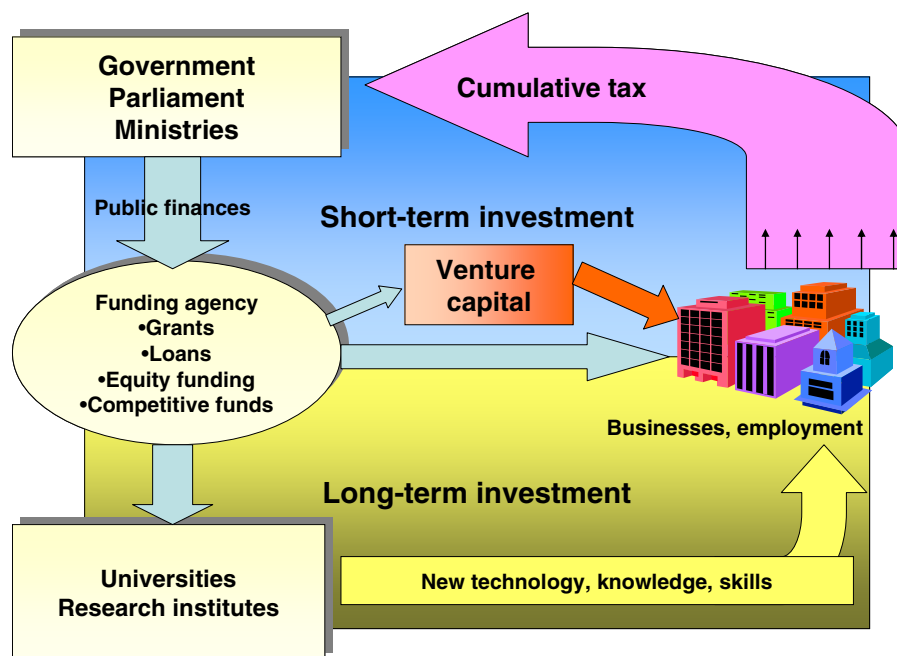 Government
Parliament
Ministries
Cumulative tax
Public finances
Short-term investment
Venture
capital
Funding agency
•Grants
•Loans
•Equity funding
•Competitive funds
Businesses, employment
Long-term investment
Universities
Research institutes
New technology, knowledge, skills